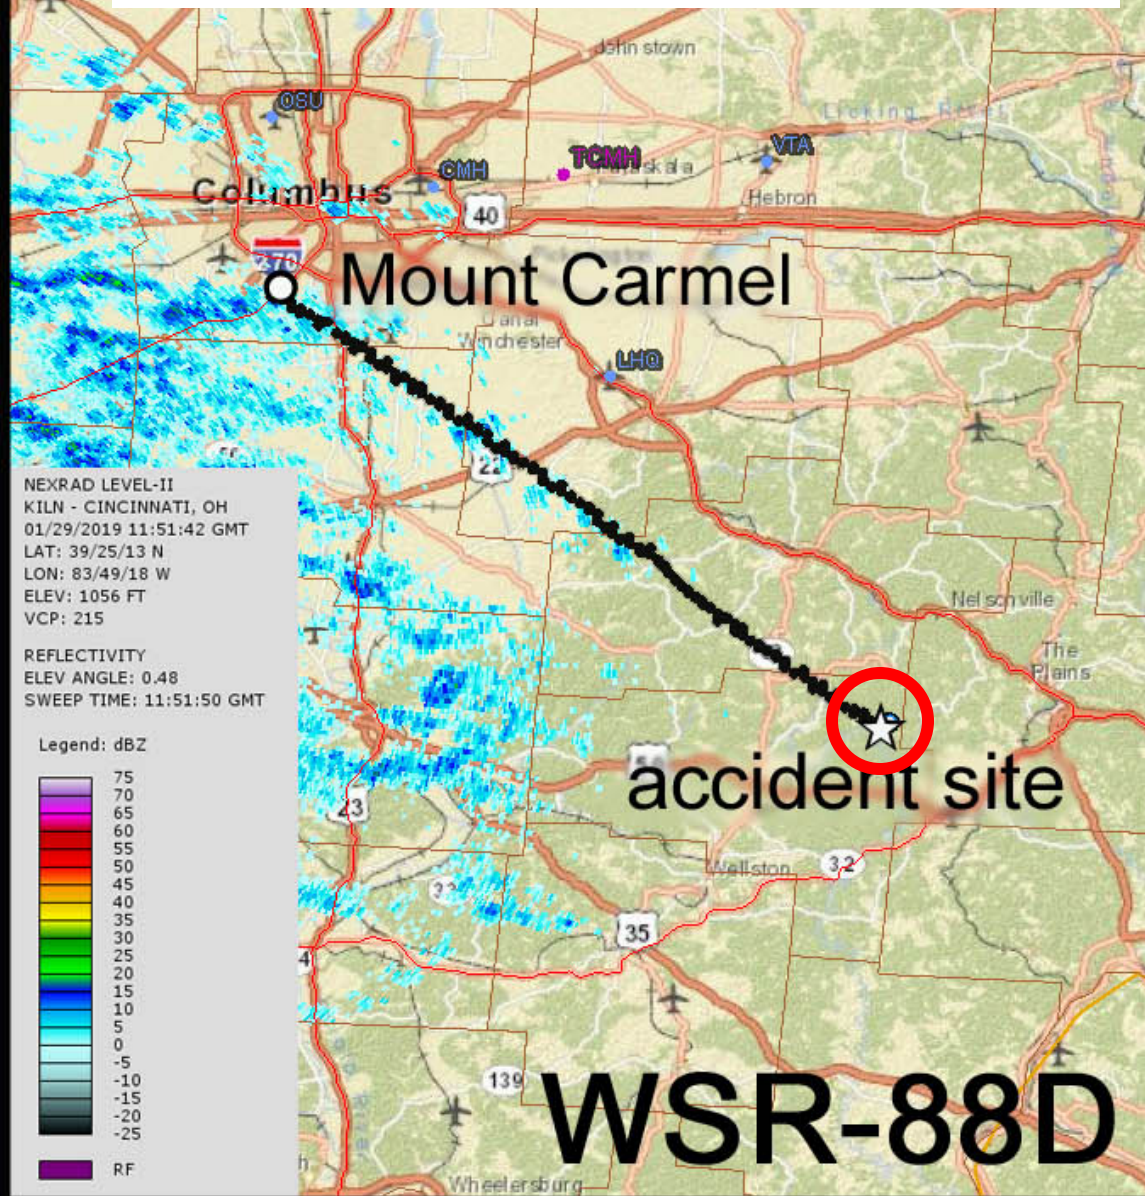 Johnstown
OSU
Licking River
CMH
TCMH
Pataskala
VTA
Columbus
Hebron
40
270
Mount Carmel
Canal
Winchester
LHQ
22
NEXRAD LEVEL-II
KILN - CINCINNATI, OH
01/29/2019 11:51:42 GMT
LAT: 39/25/13 N
LON: 83/49/18 W
ELEV: 1056 FT
VCP: 215
REFLECTIVITY
ELEV ANGLE: 0.48
SWEEP TIME: 11:51:50 GMT
Legend: dBZ
75
70
65
60
55
50
45
40
35
30
25
20
15
10
5
0
-5
-10
-15
-20
-25
RF
Nelsonville
The
Plains
accident site
23
Wellston
32
35
139
WSR-88D
Wheelersburg